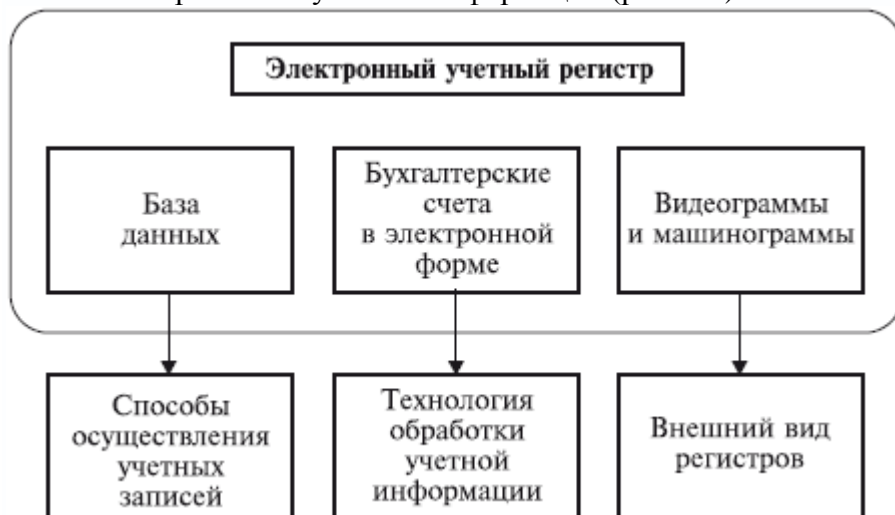 Электронный учетный регистр
База
данных
Бухгалтерские
счета
в электронной
форме
Видеограммы
и машинограммы
Способы
осуществления
учетных
записей
Технология
обработки
учетной
информации
Внешний вид
регистров